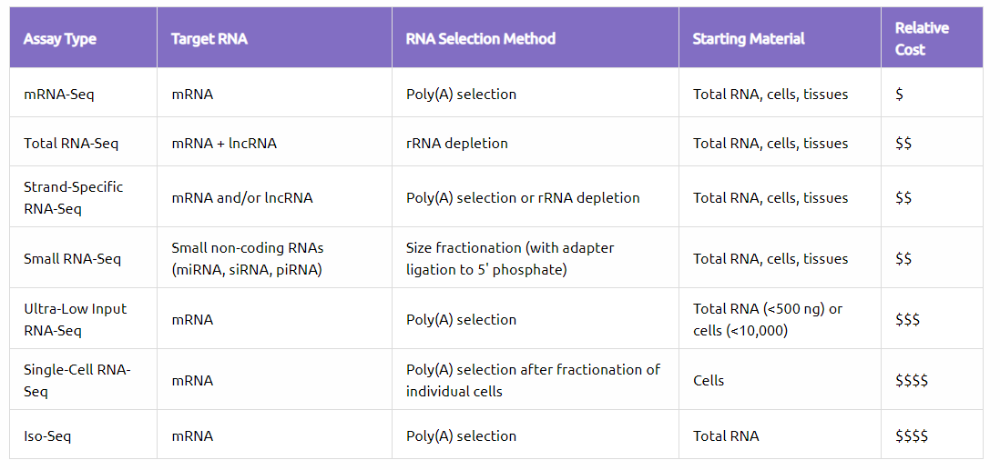 Assay Type Target RNA RNA Selection Method Starting Material Relative
Cost
mRNA-Seq mRNA Poly(A) selection Total RNA, cells, tissues $
Total RNA-Seq mRNA + lncRNA rRNA depletion Total RNA, cells, tissues $$
Strand-Specific
RNA-Seq mRNA and/or lncRNA Poly(A) selection or rRNA depletion Total RNA, cells, tissues $$
Small RNA-Seq Small non-coding RNAs
(miRNA, siRNA, piRNA) Size fractionation (with adapter
ligation to 5' phosphate) Total RNA, cells, tissues $$
Ultra-Low Input
RNA-Seq mRNA Poly(A) selection Total RNA (<500 ng) or
cells (<10,000) $$$
Single-Cell RNA-
Seq mRNA Poly(A) selection after fractionation of
individual cells Cells $$$$
Iso-Seq mRNA Poly(A) selection Total RNA $$$$